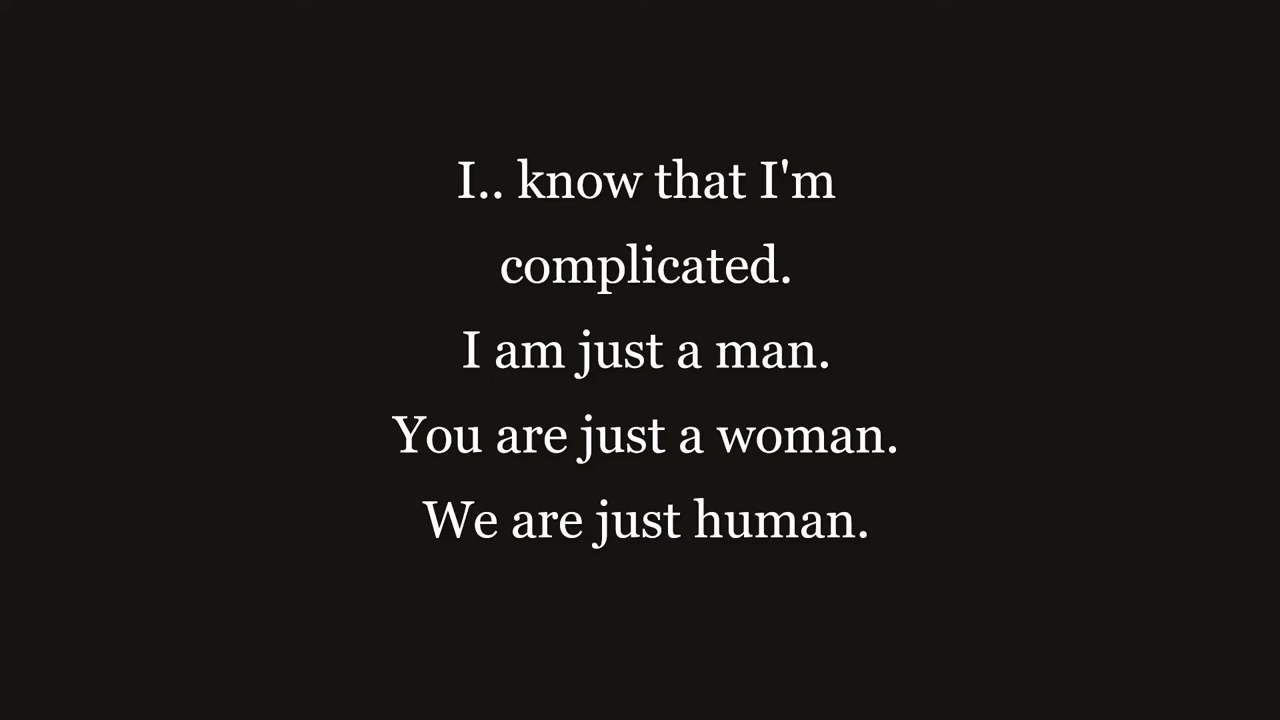 I.. know that I'm
complicated.
I am just a man.
You are just a woman.
We are just human.